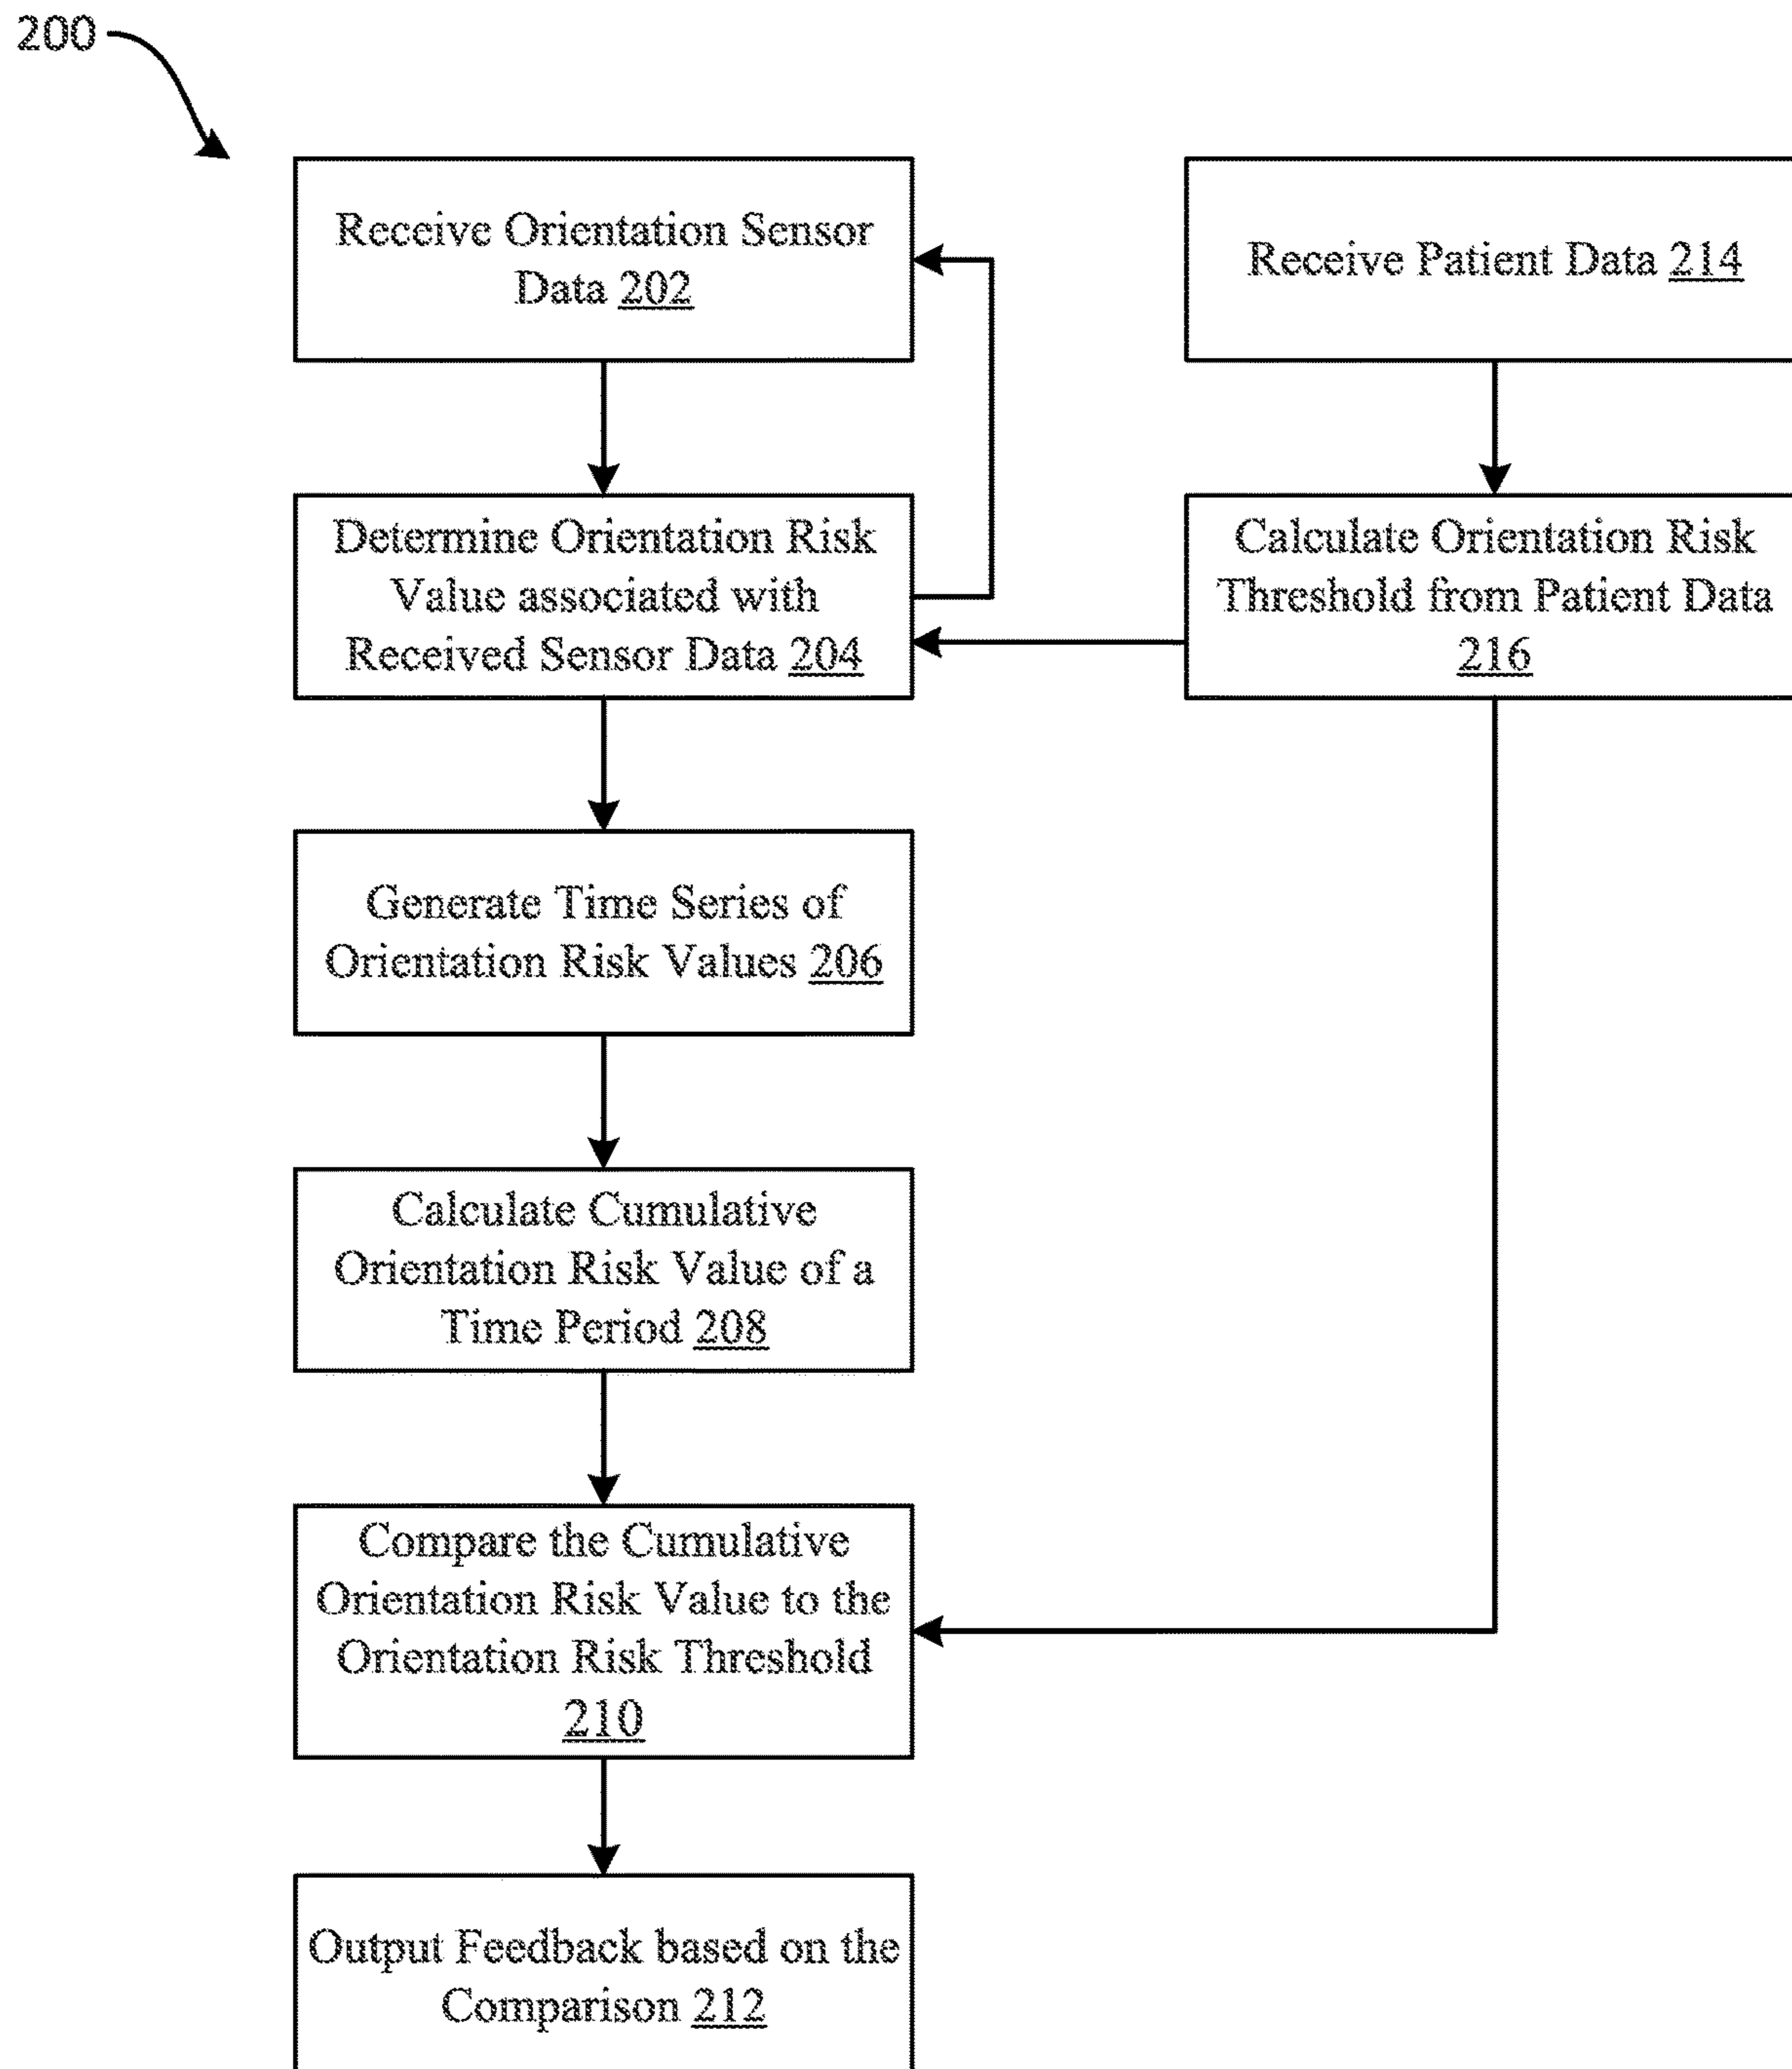 200
Receive Orientation Sensor
Data 202
Receive Patient Data 214
Determine Orientation Risk
Value associated with
Received Sensor Data 204
Calculate Orientation Risk
Threshold from Patient Data
216
Generate Time Series of
Orientation Risk Values 206
Calculate Cumulative
Orientation Risk Value of a
Time Period 208
Compare the Cumulative
Orientation Risk Value to the
Orientation Risk Threshold
210
Output Feedback based on the
Comparison 212